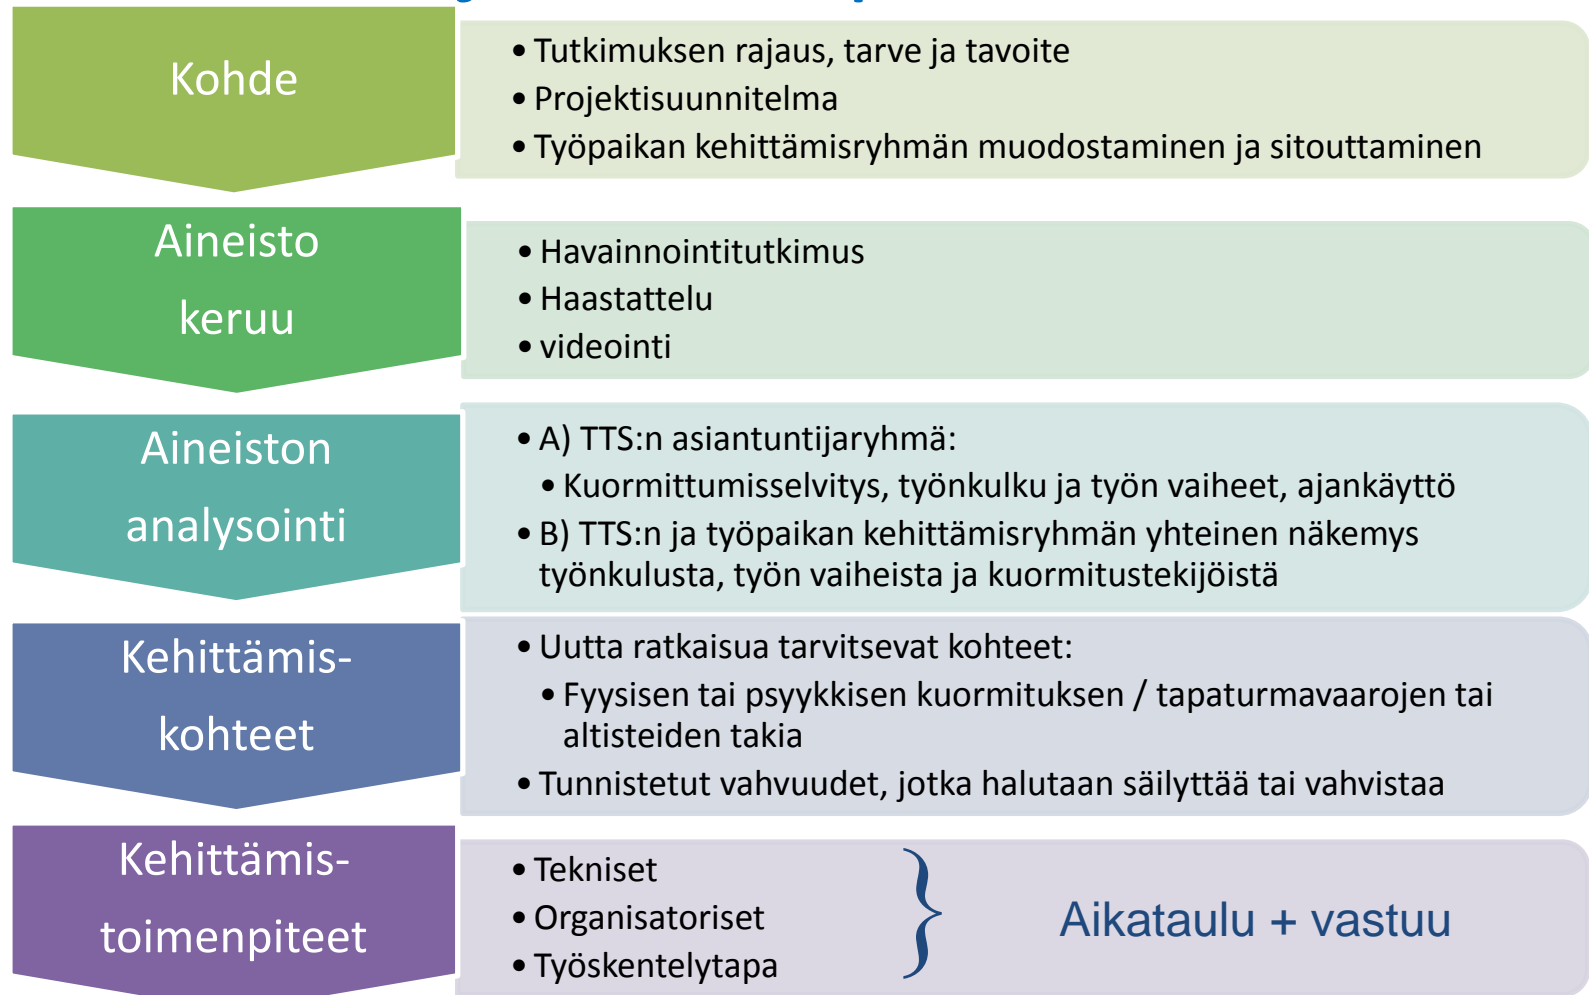 Kohde
• Tutkimuksen rajaus, tarve ja tavoite
• Projektisuunnitelma
• Työpaikan kehittämisryhmän muodostaminen ja sitouttaminen
Aineisto
keruu
• Havainnointitutkimus
• Haastattelu
• videointi
Aineiston
analysointi
• A) TTS:n asiantuntijaryhmä:
• Kuormittumisselvitys, työnkulku ja työn vaiheet, ajankäyttö
• B) TTS:n ja työpaikan kehittämisryhmän yhteinen näkemys
työnkulusta, työn vaiheista ja kuormitustekijöistä
Kehittämis-
kohteet
• Uutta ratkaisua tarvitsevat kohteet:
• Fyysisen tai psyykkisen kuormituksen / tapaturmavaarojen tai
altisteiden takia
• Tunnistetut vahvuudet, jotka halutaan säilyttää tai vahvistaa
Kehittämis-
toimenpiteet
• Tekniset
• Organisatoriset
• Työskentelytapa
Aikataulu + vastuu